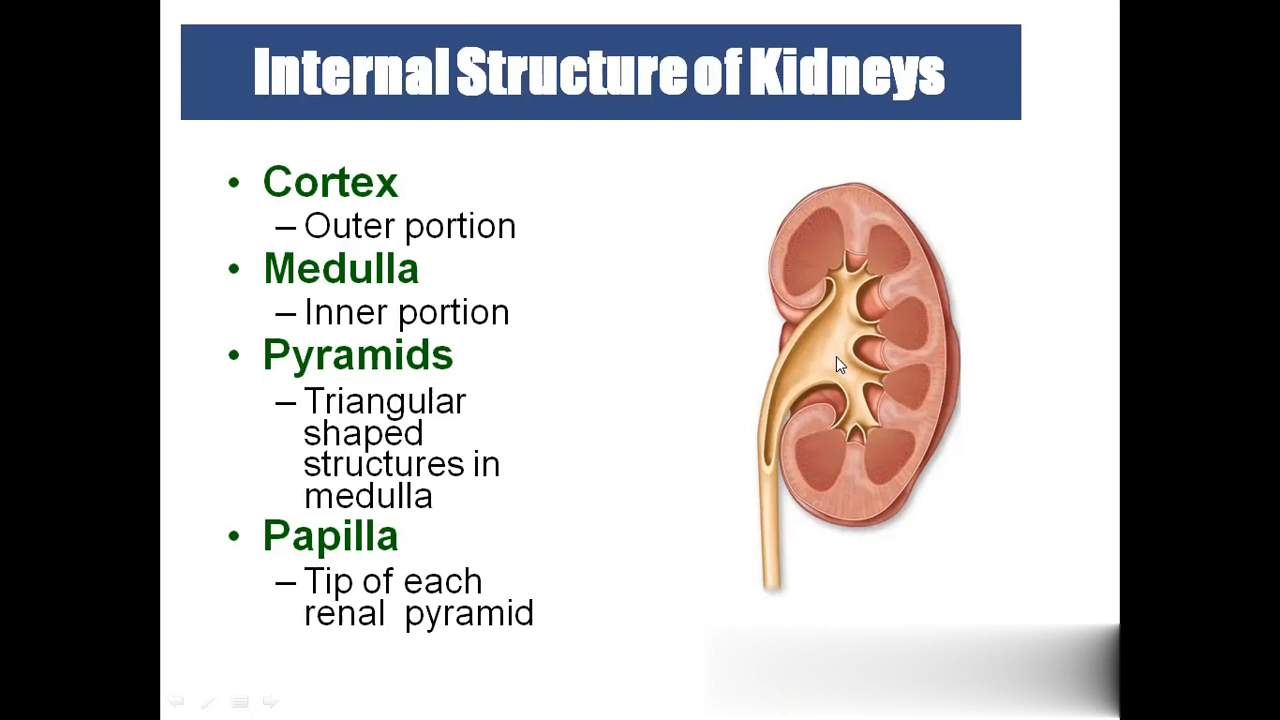 Internal Structure of Kidneys
• Cortex
– Outer portion
• Medulla
– Inner portion
• Pyramids
– Triangular
shaped
structures in
medulla
• Papilla
– Tip of each
renal pyramid